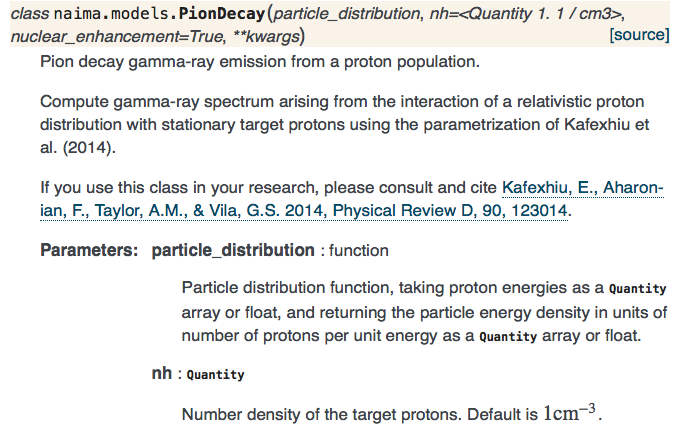 class naima.models.PionDecay(particle_distribution, nh=<Quantity 1. 1 / cm3>,
nuclear_enhancement=True, **kwargs) [source]
Pion decay gamma-ray emission from a proton population.
Compute gamma-ray spectrum arising from the interaction of a relativistic proton
distribution with stationary target protons using the parametrization of Kafexhiu et
al. (2014).
If you use this class in your research, please consult and cite Kafexhiu, E., Aharon-
ian, F., Taylor, A.M., & Vila, G.S. 2014, Physical Review D, 90, 123014.
Parameters: particle_distribution : function
Particle distribution function, taking proton energies as a Quantity
array or float, and returning the particle energy density in units of
number of protons per unit energy as a Quantity array or float.
nh : Quantity
Number density of the target protons. Default is 1cm⁻³.